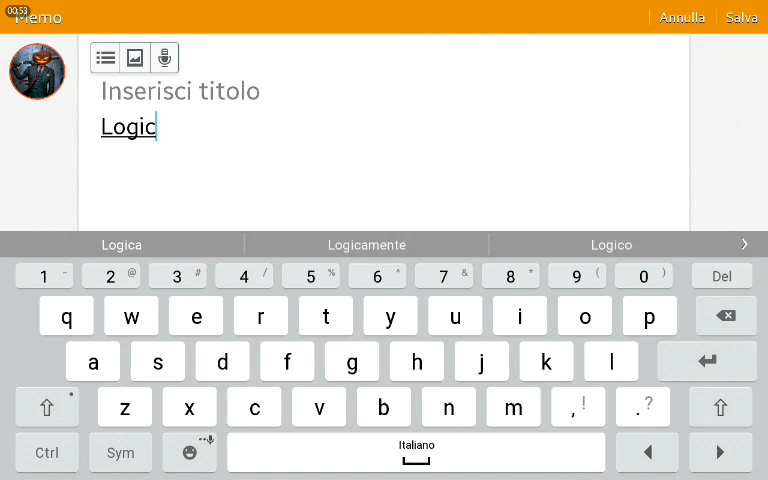 00:53
Memo
Annulla
Salva
Inserisci titolo
Logic
Logica
Logicamente
Logico
1 - 2 @ 3 # 4 / 5 % 6 ^ 7 & 8 * 9 ( 0 ) Del
q w e r t y u i o p
a s d f g h j k l
z x c v b n m , ! . ?
Ctrl Sym Italiano